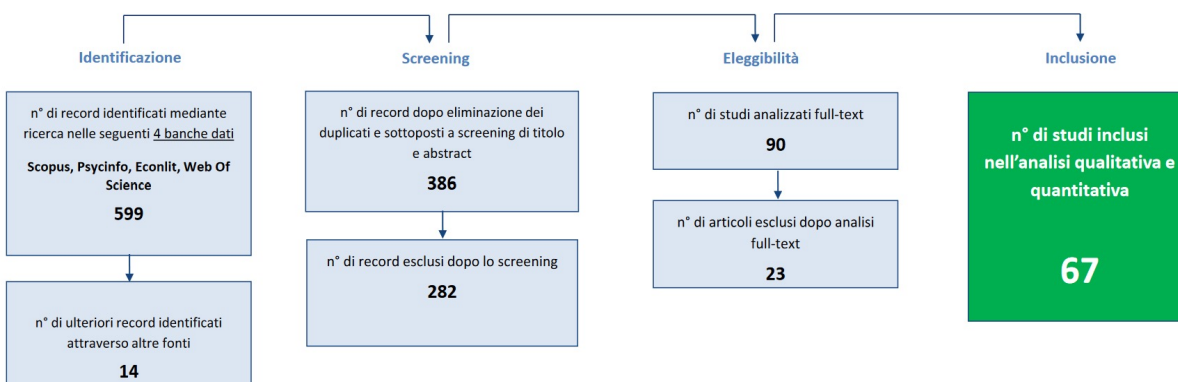 Identificazione
n° di record identificati mediante
ricerca nelle seguenti 4 banche dati
Scopus, Psycinfo, Econlit, Web Of
Science
599
n° di ulteriori record identificati
attraverso altre fonti
14
Screening
n° di record dopo eliminazione dei
duplicati e sottoposti a screening di titolo
e abstract
386
n° di record esclusi dopo lo screening
282
Eleggibilità
n° di studi analizzati full-text
90
n° di articoli esclusi dopo analisi
full-text
23
Inclusione
n° di studi inclusi
nell'analisi qualitativa e
quantitativa
67